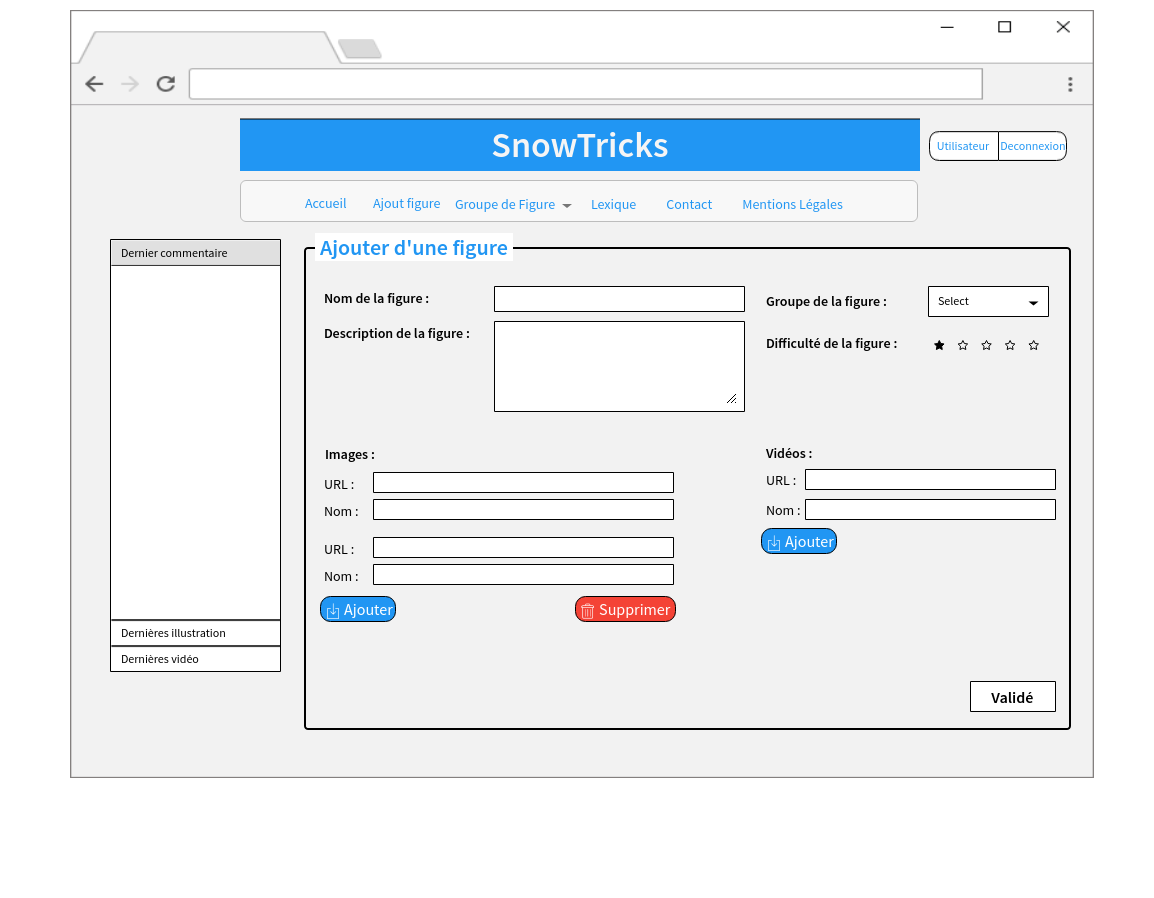 SnowTricks
Utilisateur Deconnexion
Accueil Ajout figure Groupe de Figure Lexique Contact Mentions Légales
Dernier commentaire
Dernières illustration
Dernières vidéo
Ajouter d'une figure
Nom de la figure :
Groupe de la figure : Select
Description de la figure :
Difficulté de la figure :
Images :
URL :
Nom :
URL :
Nom :
Ajouter Supprimer
Vidéos :
URL :
Nom :
Ajouter
Validé